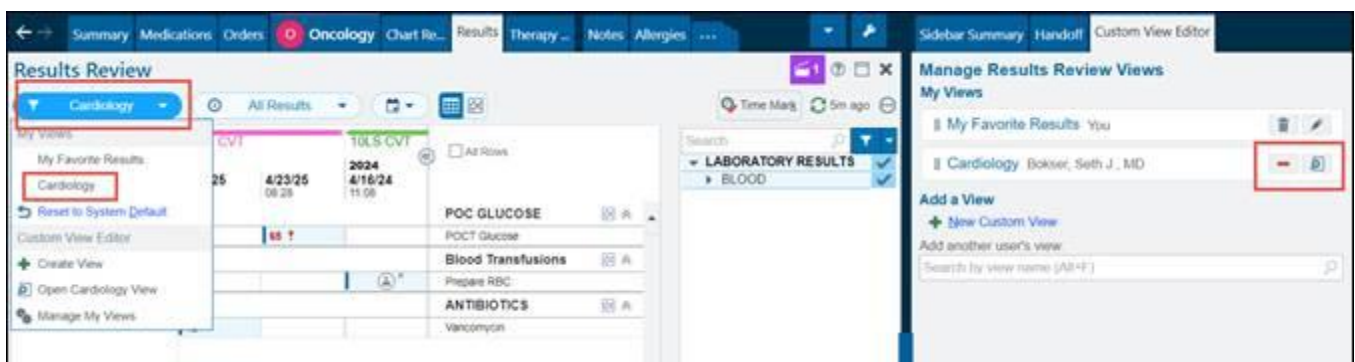 Summary Medications Orders O Oncology Chart Re... Results Therapy ... Notes Allergies ...
Results Review
1
5m ago
Cardiology
All Results
Time Mark
My Views
My Favorite Results
Cardiology
Reset to System Default
Custom View Editor
Create View
Open Cardiology View
Manage My Views
CVT
10LS CVT
2024
25
4/23/25
08:28
4/16/24
11:08
65 !
All Rows
POC GLUCOSE
POCT Glucose
Blood Transfusions
Prepare RBC
ANTIBIOTICS
Vancomycin
Search
LABORATORY RESULTS
BLOOD
Sidebar Summary Handoff Custom View Editor
Manage Results Review Views
My Views
My Favorite Results You
Cardiology Bokser, Seth J., MD
Add a View
New Custom View
Add another user's view
Search by view name (Alt+F)